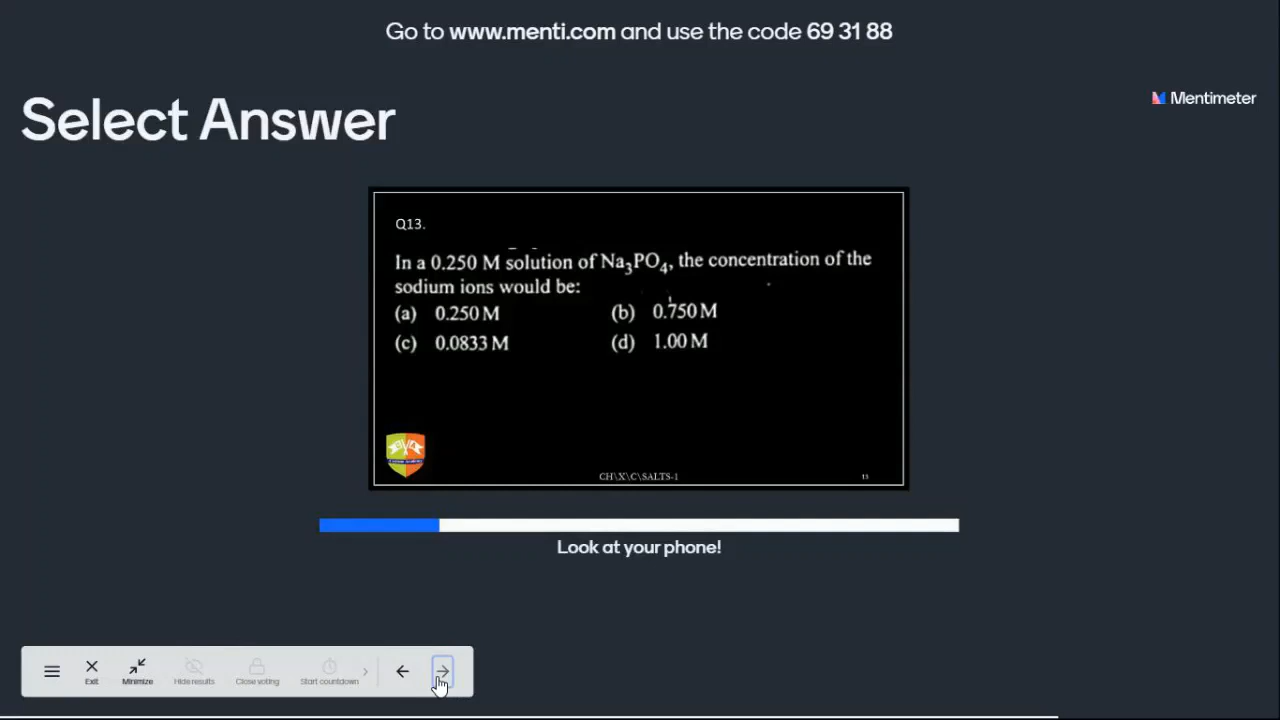 Go to www.menti.com and use the code 69 31 88
Mentimeter
Select Answer
Q13.
In a 0.250 M solution of Na₃PO₄, the concentration of the
sodium ions would be:
(a) 0.250 M (b) 0.750 M
(c) 0.0833 M (d) 1.00 M
CH\X\C\SALTS-1
13
Look at your phone!
Exit Minimize Hide results Close voting Start countdown